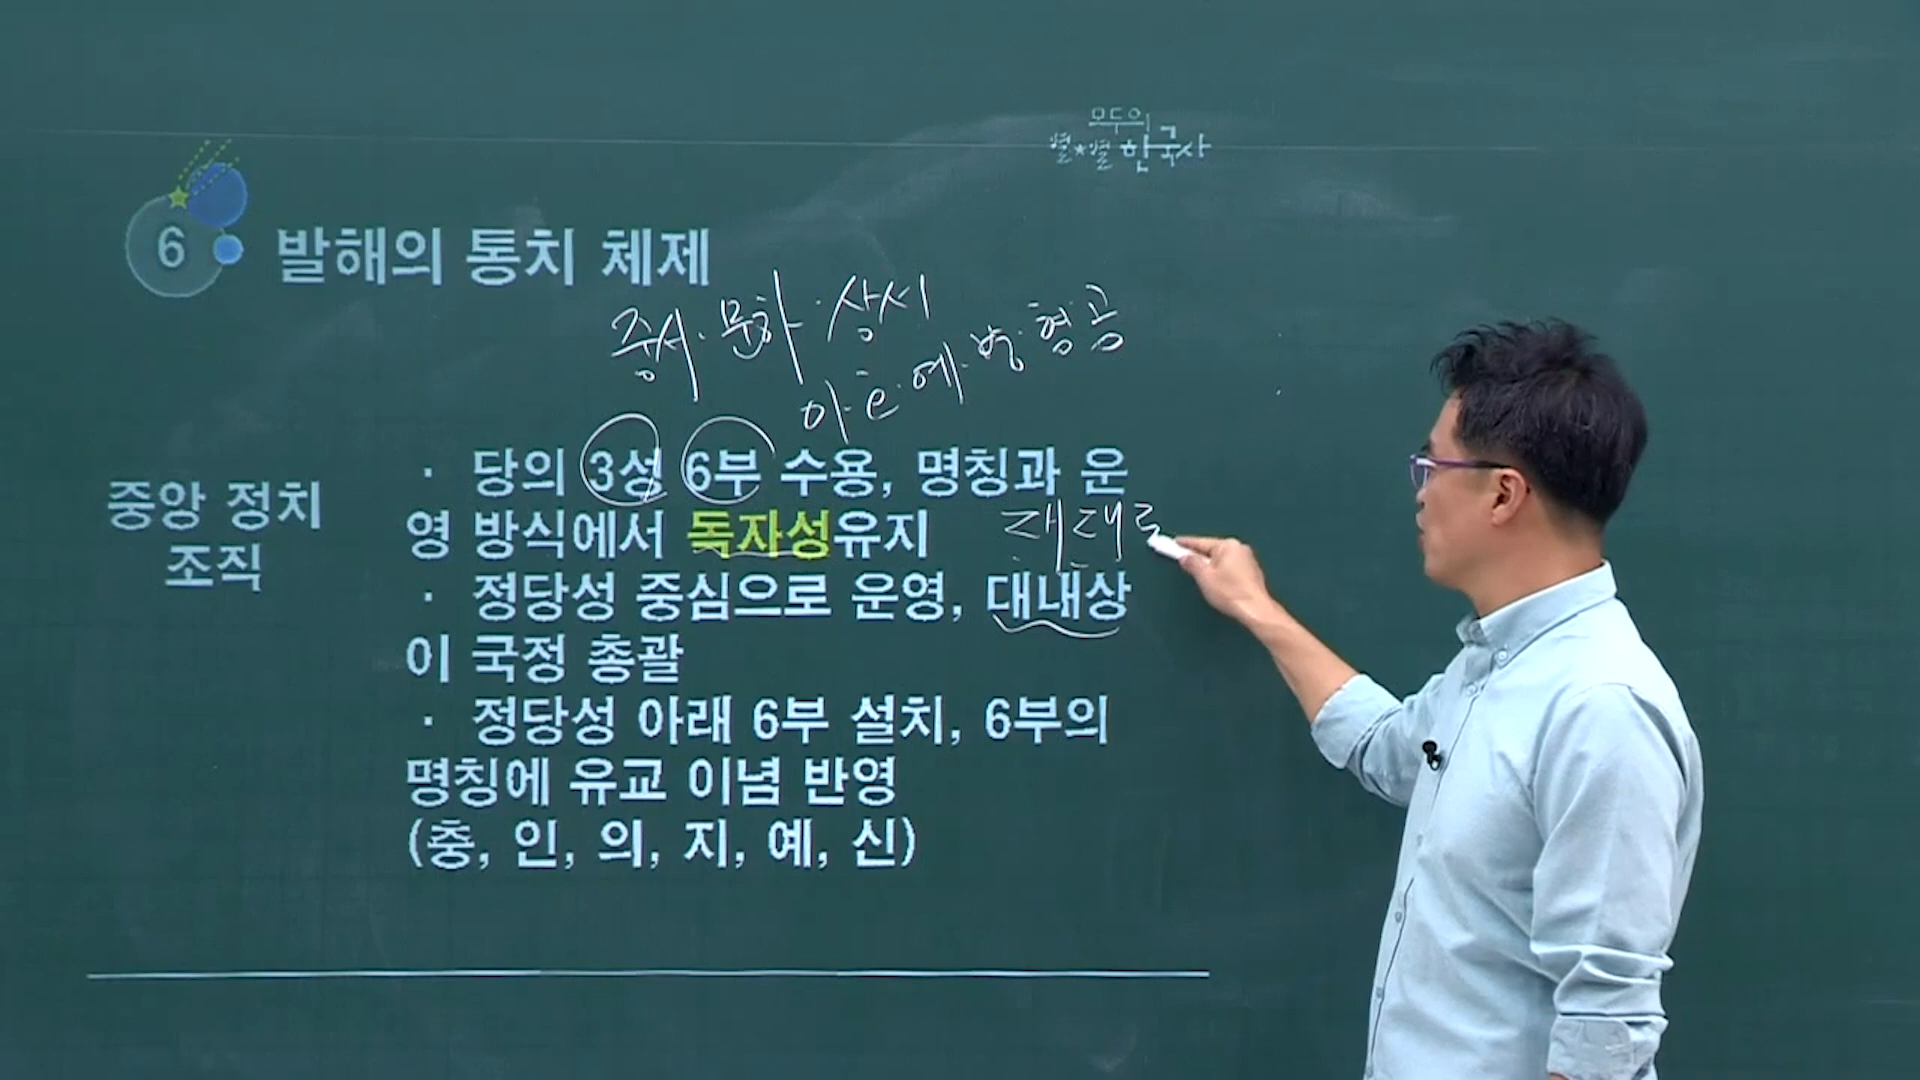 모두의
별★별 한국사
6 발해의 통치 체제
중서·문하·상서
이·호·예·병·형·공
중앙 정치
조직
· 당의 3성 6부 수용, 명칭과 운
영 방식에서 독자성유지
· 정당성 중심으로 운영, 대내상
이 국정 총괄
· 정당성 아래 6부 설치, 6부의
명칭에 유교 이념 반영
(충, 인, 의, 지, 예, 신)